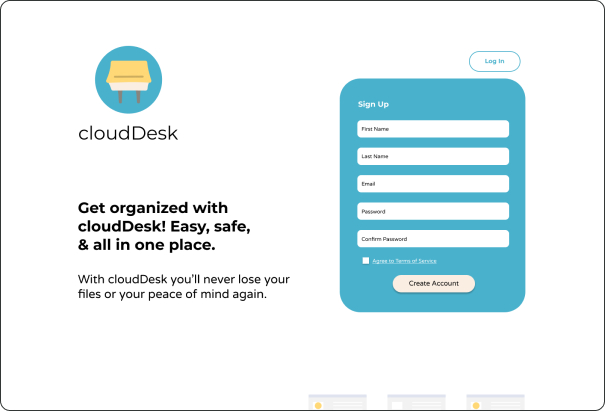 cloudDesk
Get organized with
cloudDesk! Easy, safe,
& all in one place.
With cloudDesk you'll never lose your
files or your peace of mind again.
Log In
Sign Up
First Name
Last Name
Email
Password
Confirm Password
Agree to Terms of Service
Create Account